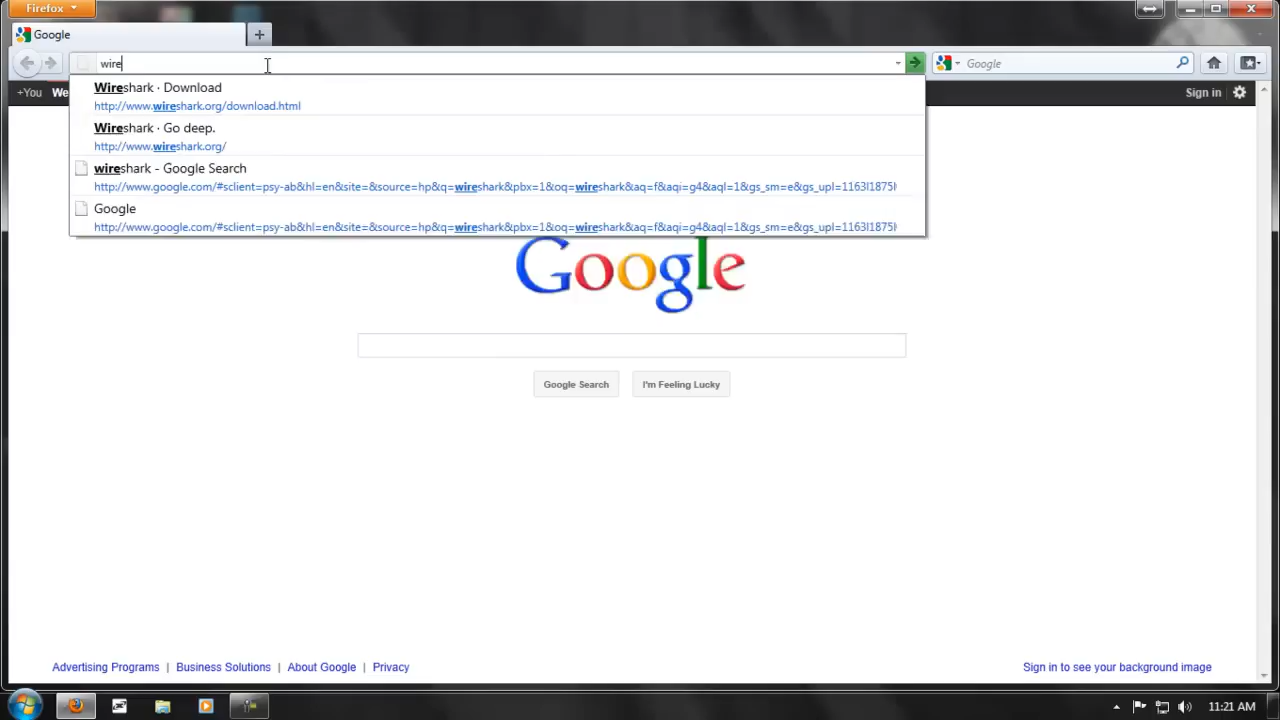 Firefox
Google
wire
Google
Wireshark · Download
http://www.wireshark.org/download.html
Wireshark · Go deep.
http://www.wireshark.org/
wireshark - Google Search
http://www.google.com/#sclient=psy-ab&hl=en&site=&source=hp&q=wireshark&pbx=1&oq=wireshark&aq=f&aqi=g4&aql=1&gs_sm=e&gs_upl=1163l1875l
Google
http://www.google.com/#sclient=psy-ab&hl=en&site=&source=hp&q=wireshark&pbx=1&oq=wireshark&aq=f&aqi=g4&aql=1&gs_sm=e&gs_upl=1163l1875l
+You We
Sign in
Google
Google Search
I'm Feeling Lucky
Advertising Programs | Business Solutions | About Google | Privacy
Sign in to see your background image
11:21 AM